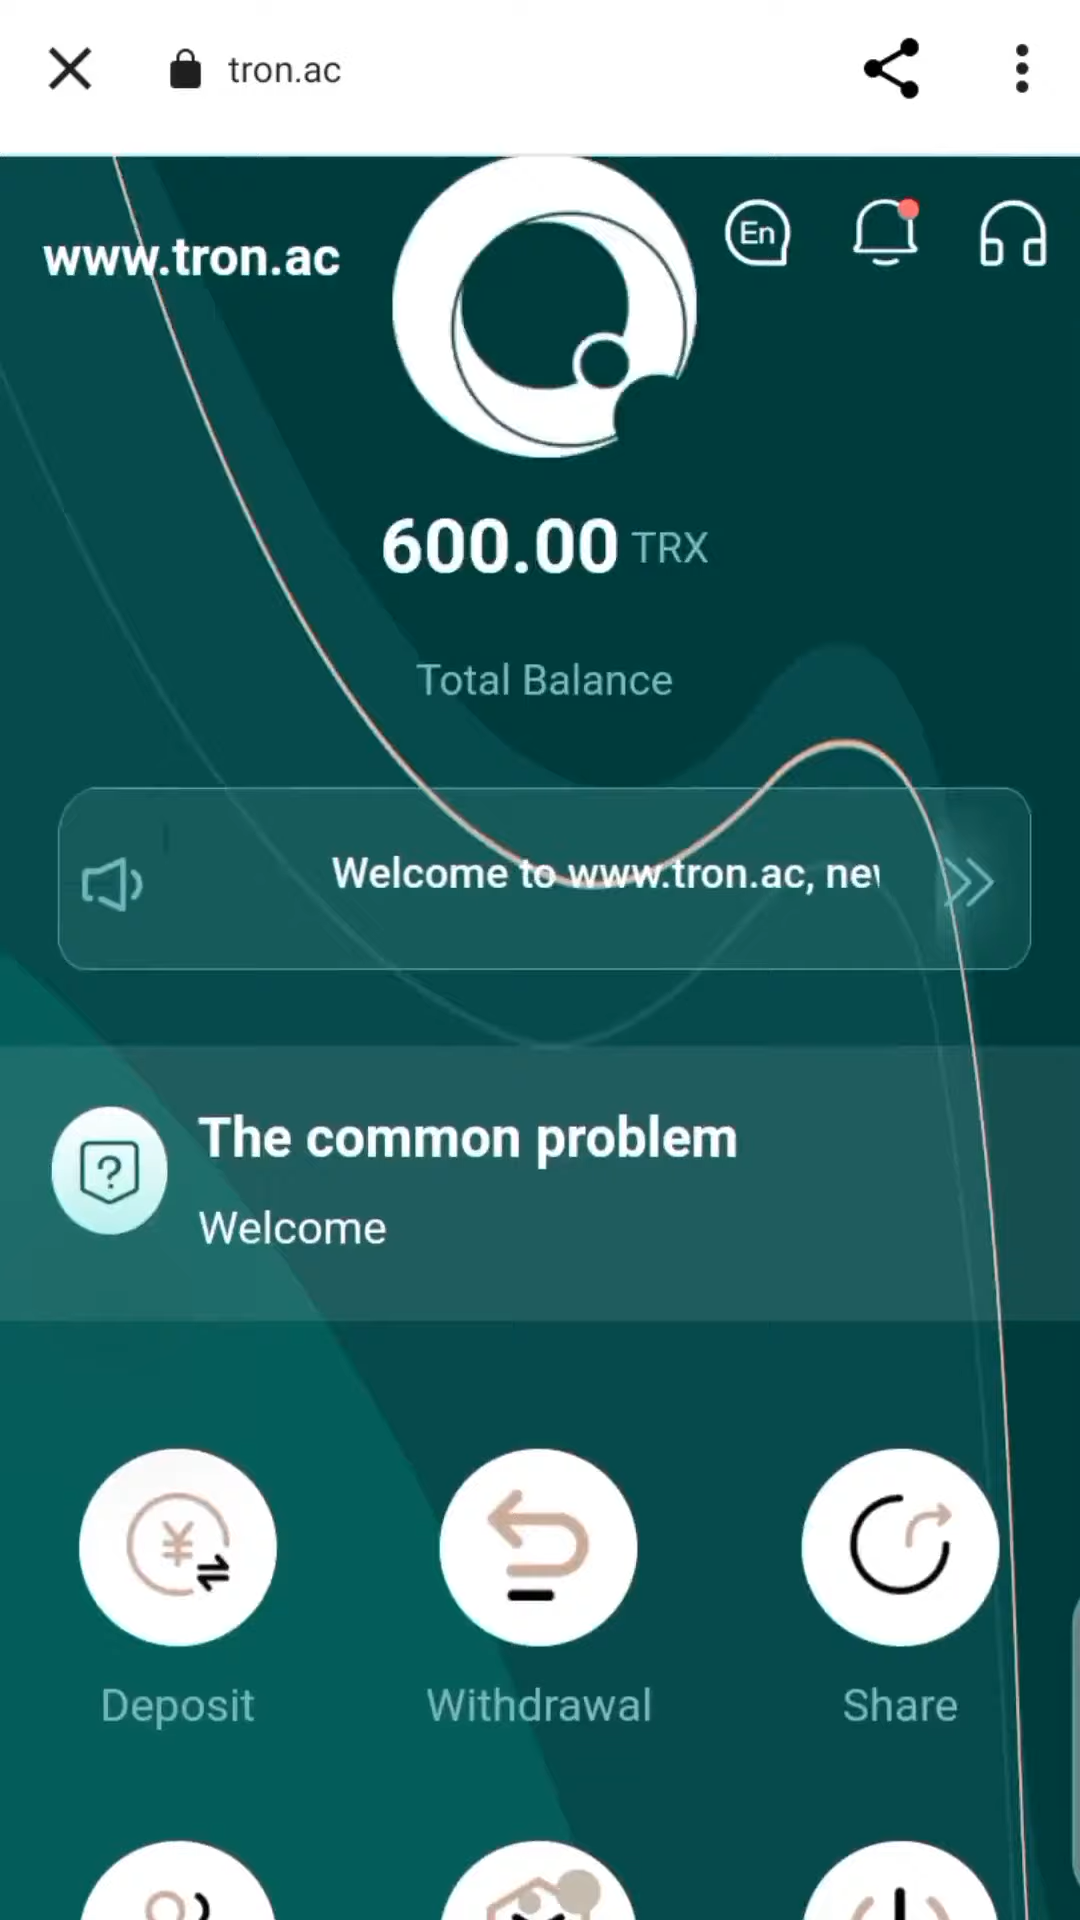 tron.ac
www.tron.ac
En
600.00 TRX
Total Balance
Welcome to www.tron.ac,
The common problem
Welcome
Deposit
Withdrawal
Share